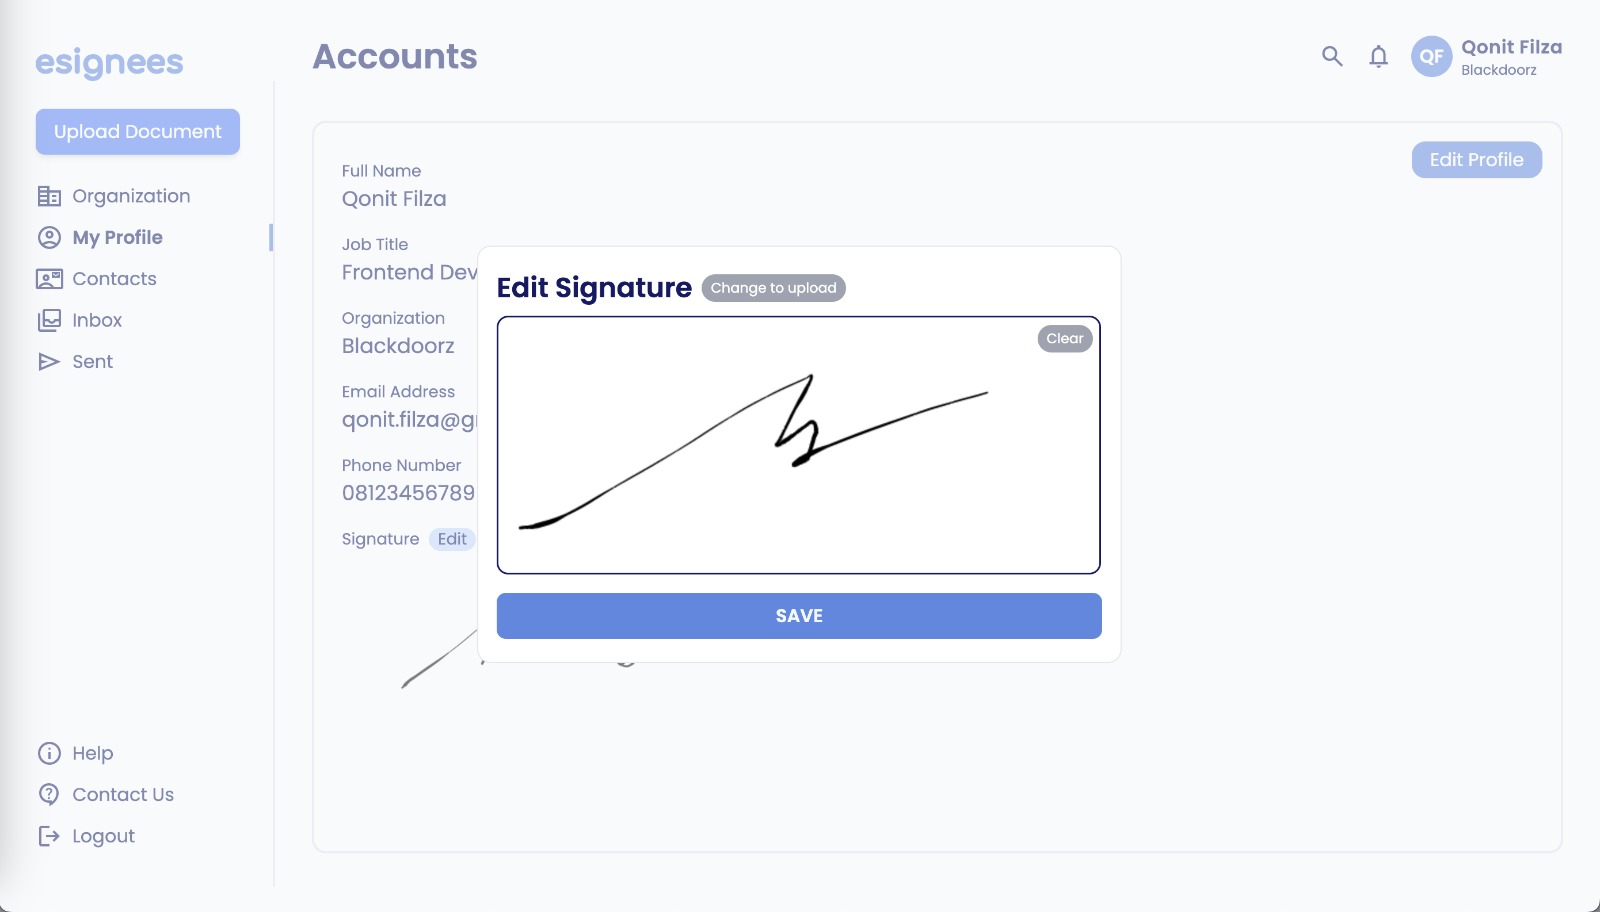 esignees
Upload Document
Organization
My Profile
Contacts
Inbox
Sent
Help
Contact Us
Logout
Accounts
QF
Qonit Filza
Blackdoorz
Edit Profile
Full Name
Qonit Filza
Job Title
Frontend Dev
Organization
Blackdoorz
Email Address
qonit.filza@g
Phone Number
08123456789
Signature Edit
Edit Signature Change to upload
Clear
SAVE